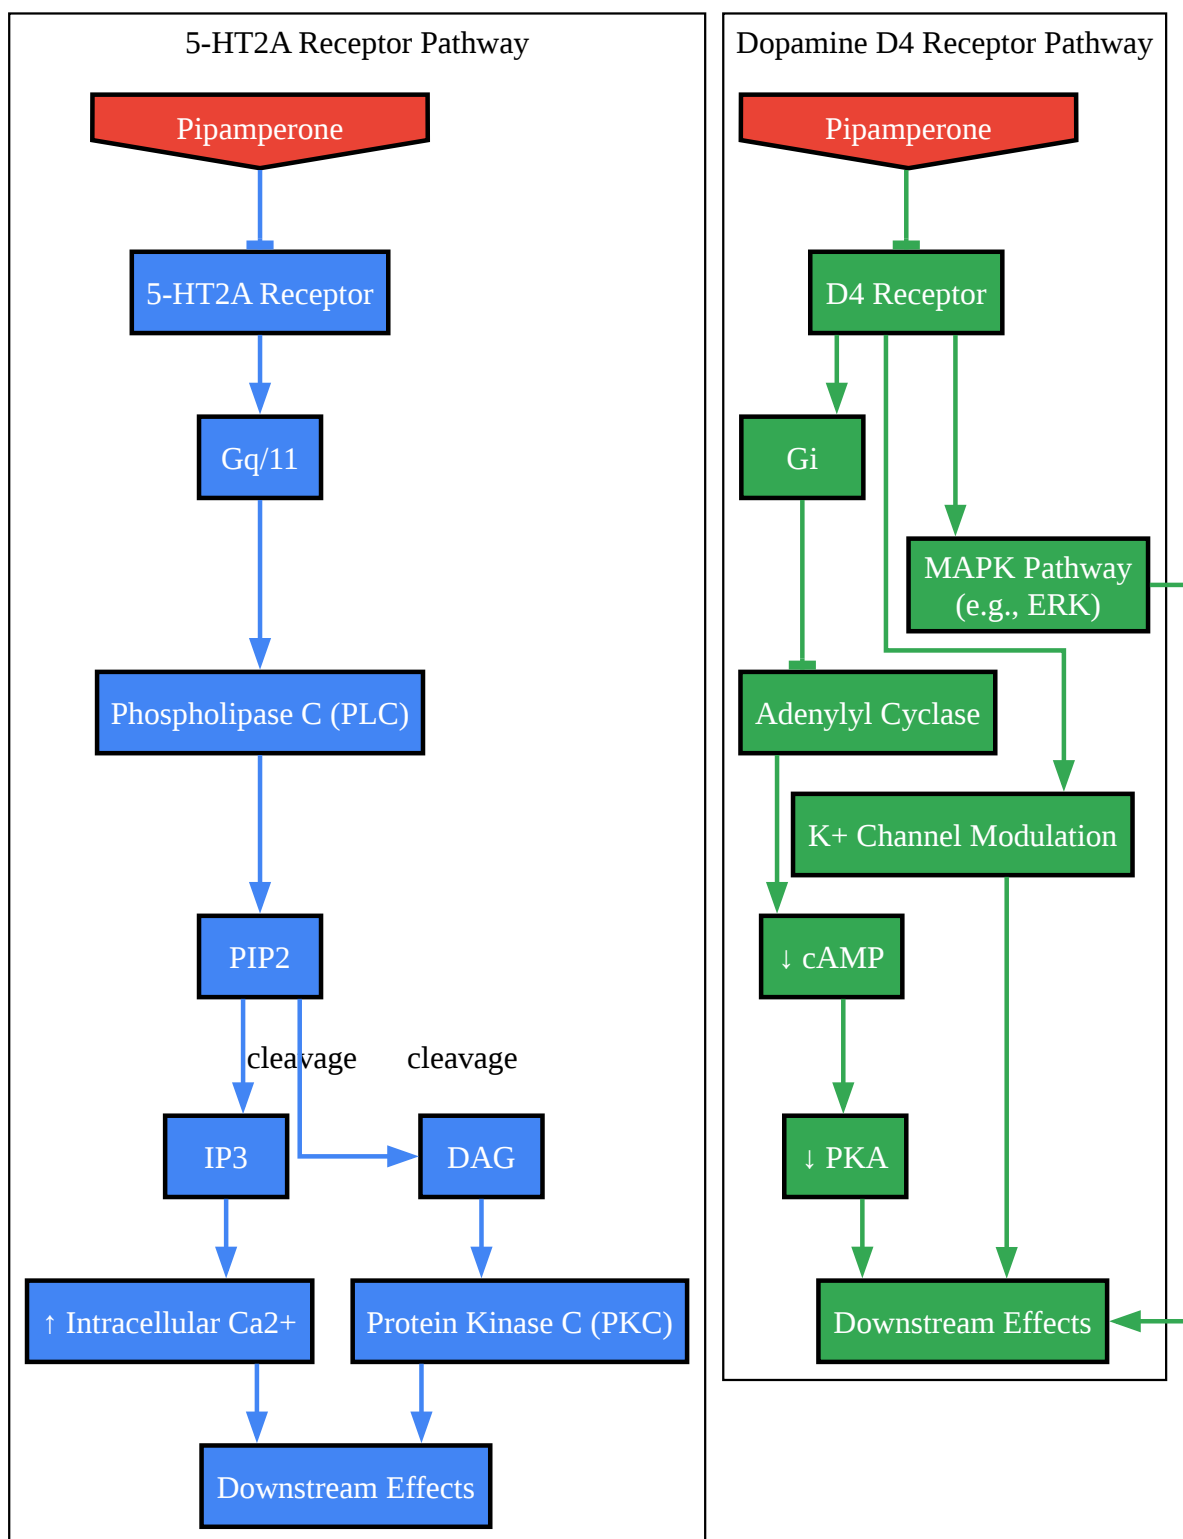 5-HT2A Receptor Pathway
Pipamperone
5-HT2A Receptor
Gq/11
Phospholipase C (PLC)
PIP2
cleavage
cleavage
IP3
DAG
↑ Intracellular Ca2+
Protein Kinase C (PKC)
Downstream Effects
Dopamine D4 Receptor Pathway
Pipamperone
D4 Receptor
Gi
MAPK Pathway
(e.g., ERK)
Adenylyl Cyclase
K+ Channel Modulation
↓ cAMP
↓ PKA
Downstream Effects